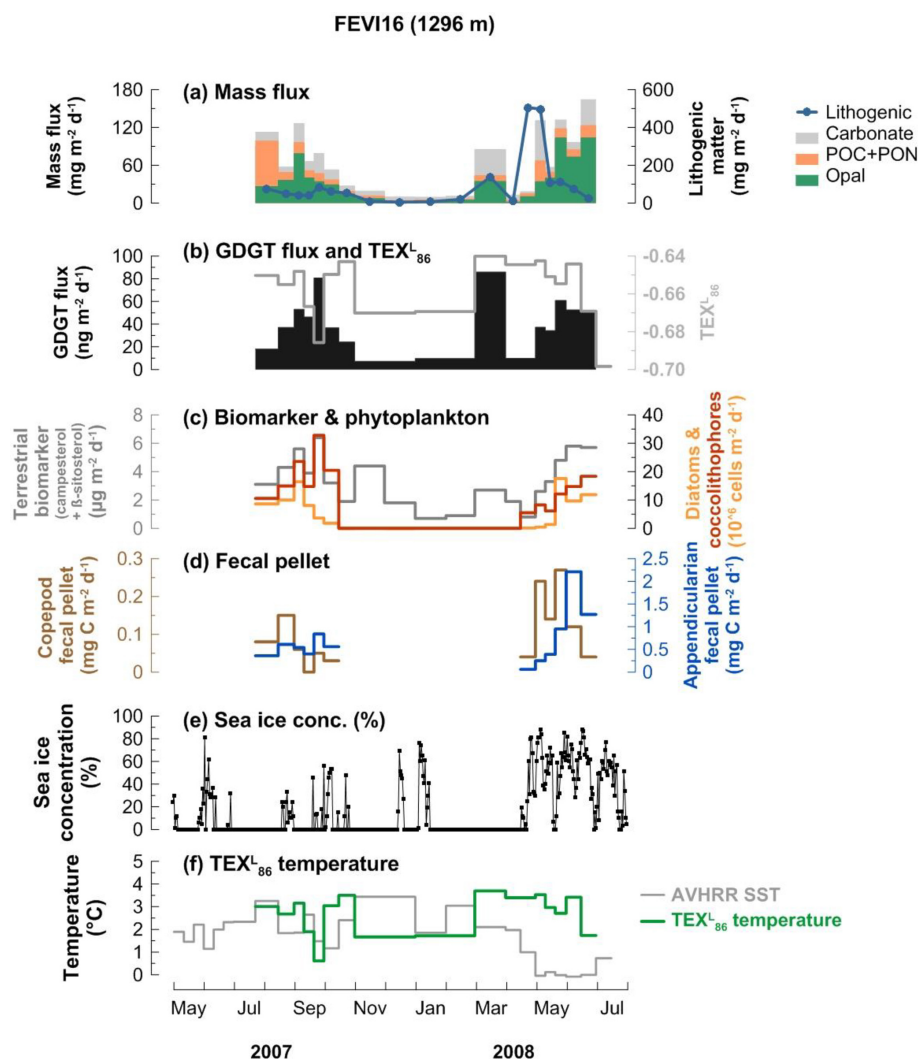 FEVI16 (1296 m)
(a) Mass flux
Mass flux
(mg m-2 d-1)
180
120
60
0
600
400
200
0
Lithogenic
matter
(mg m-2 d-1)
Lithogenic
Carbonate
POC+PON
Opal
(b) GDGT flux and TEXL86
GDGT flux
(ng m-2 d-1)
100
80
60
40
20
0
-0.64
-0.66
-0.68
-0.70
TEXL86
(c) Biomarker & phytoplankton
Terrestrial
biomarker
(campesterol
+ ß-sitosterol)
(µg m-2 d-1)
8
6
4
2
0
40
30
20
10
0
Diatoms &
coccolithophores
(10^6 cells m-2 d-1)
(d) Fecal pellet
Copepod
fecal pellet
(mg C m-2 d-1)
0.3
0.2
0.1
0
2.5
2
1.5
1
0.5
0
Appendicularian
fecal pellet
(mg C m-2 d-1)
(e) Sea ice conc. (%)
Sea ice
concentration
(%)
100
80
60
40
20
0
(f) TEXL86 temperature
Temperature
(°C)
5
4
3
2
1
0
AVHRR SST
TEXL86 temperature
May Jul Sep Nov Jan Mar May Jul
2007 2008